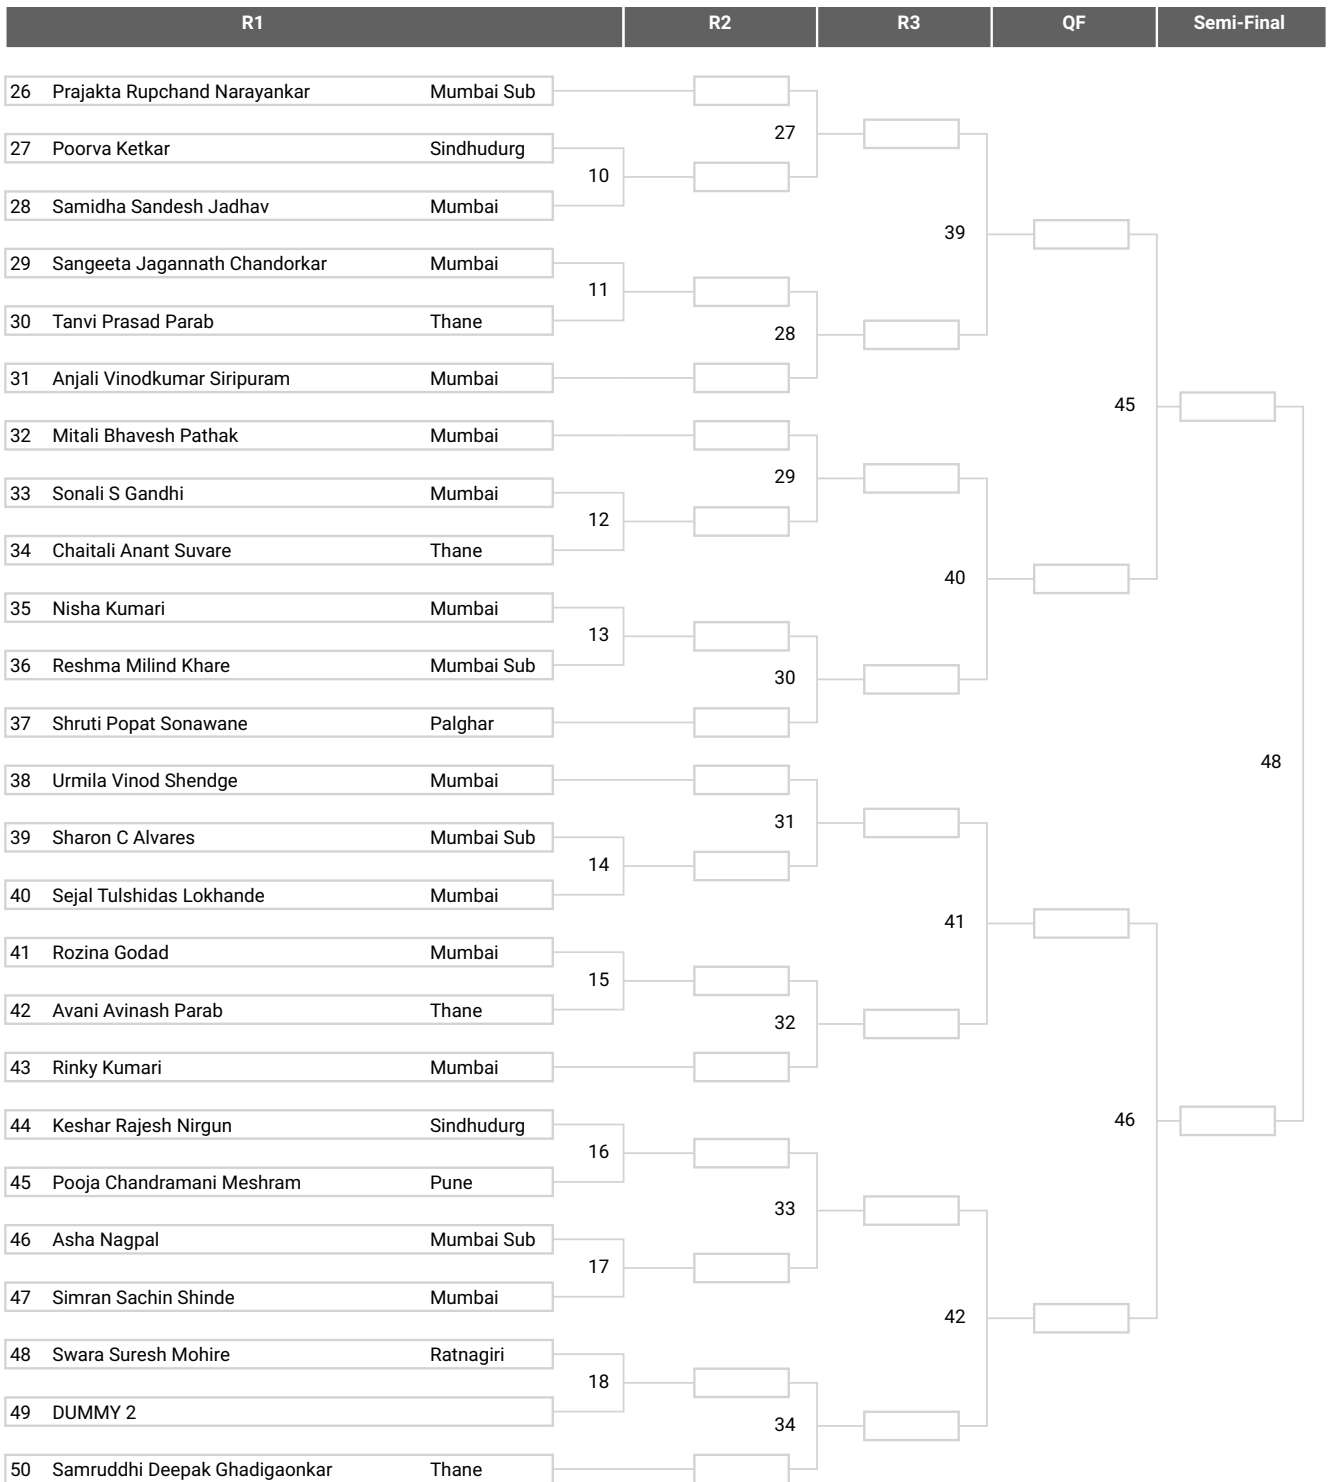 R1 R2 R3 QF Semi-Final
26 Prajakta Rupchand Narayankar Mumbai Sub
27
27 Poorva Ketkar Sindhudurg
10
28 Samidha Sandesh Jadhav Mumbai
39
29 Sangeeta Jagannath Chandorkar Mumbai
11
30 Tanvi Prasad Parab Thane
28
31 Anjali Vinodkumar Siripuram Mumbai
45
32 Mitali Bhavesh Pathak Mumbai
29
33 Sonali S Gandhi Mumbai
12
34 Chaitali Anant Suvare Thane
40
35 Nisha Kumari Mumbai
13
36 Reshma Milind Khare Mumbai Sub
30
37 Shruti Popat Sonawane Palghar
48
38 Urmila Vinod Shendge Mumbai
31
39 Sharon C Alvares Mumbai Sub
14
40 Sejal Tulshidas Lokhande Mumbai
41
41 Rozina Godad Mumbai
15
42 Avani Avinash Parab Thane
32
43 Rinky Kumari Mumbai
46
44 Keshar Rajesh Nirgun Sindhudurg
16
45 Pooja Chandramani Meshram Pune
33
46 Asha Nagpal Mumbai Sub
17
47 Simran Sachin Shinde Mumbai
42
48 Swara Suresh Mohire Ratnagiri
18
49 DUMMY 2
34
50 Samruddhi Deepak Ghadigaonkar Thane